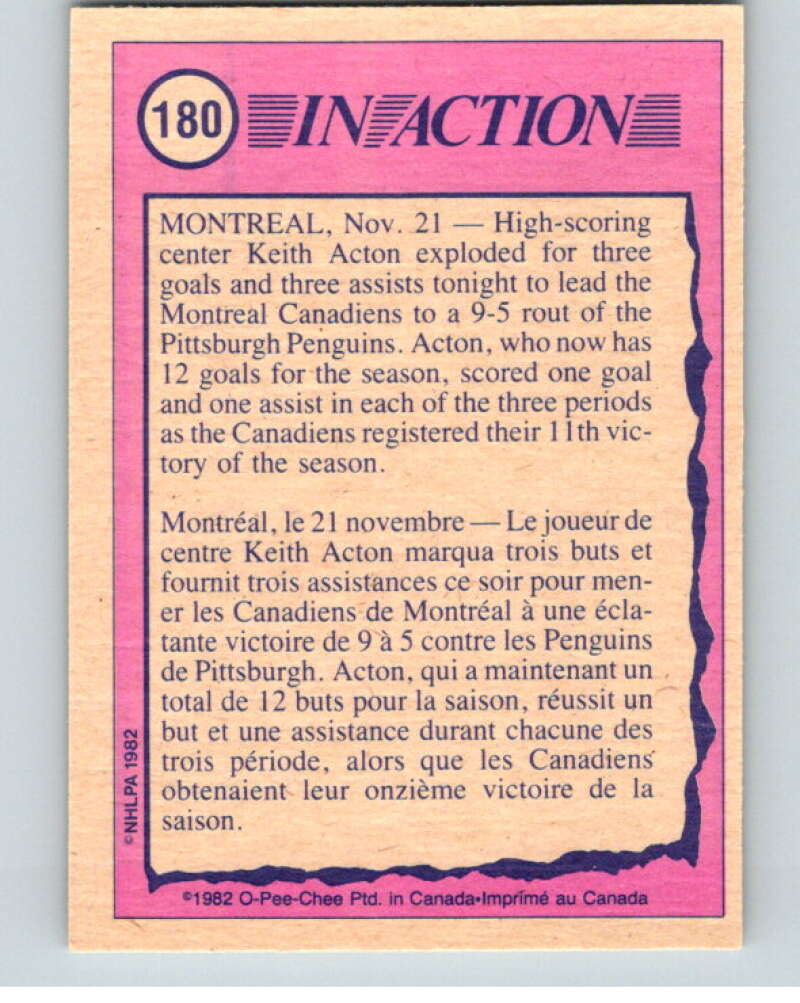 180 IN ACTION
MONTREAL, Nov. 21 — High-scoring
center Keith Acton exploded for three
goals and three assists tonight to lead the
Montreal Canadiens to a 9-5 rout of the
Pittsburgh Penguins. Acton, who now has
12 goals for the season, scored one goal
and one assist in each of the three periods
as the Canadiens registered their 11th vic-
tory of the season.
Montréal, le 21 novembre — Le joueur de
centre Keith Acton marqua trois buts et
fournit trois assistances ce soir pour men-
er les Canadiens de Montréal à une écla-
tante victoire de 9 à 5 contre les Penguins
de Pittsburgh. Acton, qui a maintenant un
total de 12 buts pour la saison, réussit un
but et une assistance durant chacune des
trois période, alors que les Canadiens
obtenaient leur onzième victoire de la
saison.
©NHLPA 1982
©1982 O-Pee-Chee Ptd. in Canada•Imprimé au Canada